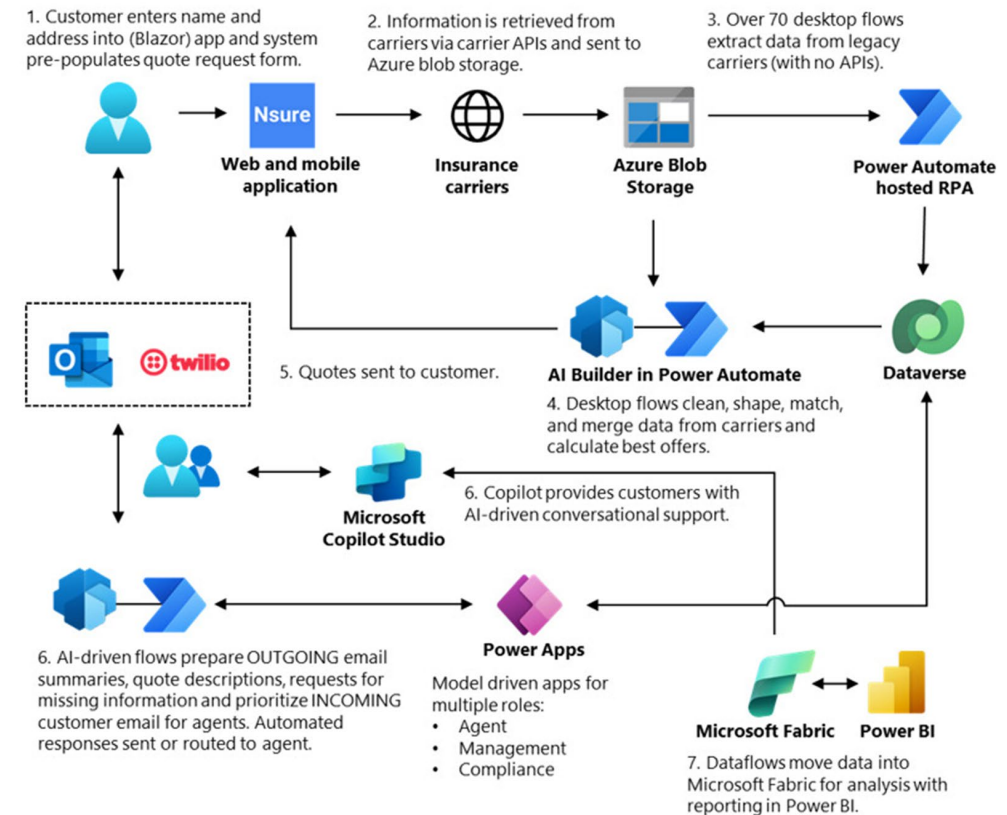 1. Customer enters name and
address into (Blazor) app and system
pre-populates quote request form.
2. Information is retrieved from
carriers via carrier APIs and sent to
Azure blob storage.
3. Over 70 desktop flows
extract data from legacy
carriers (with no APIs).
Nsure
Web and mobile
application
Insurance
carriers
Azure Blob
Storage
Power Automate
hosted RPA
O
twilio
5. Quotes sent to customer.
AI Builder in Power Automate
Dataverse
4. Desktop flows clean, shape, match,
and merge data from carriers and
calculate best offers.
Microsoft
Copilot Studio
6. Copilot provides customers with
AI-driven conversational support.
6. AI-driven flows prepare OUTGOING email
summaries, quote descriptions, requests for
missing information and prioritize INCOMING
customer email for agents. Automated
responses sent or routed to agent.
Power Apps
Model driven apps for
multiple roles:
• Agent
• Management
• Compliance
Microsoft Fabric
Power BI
7. Dataflows move data into
Microsoft Fabric for analysis with
reporting in Power BI.